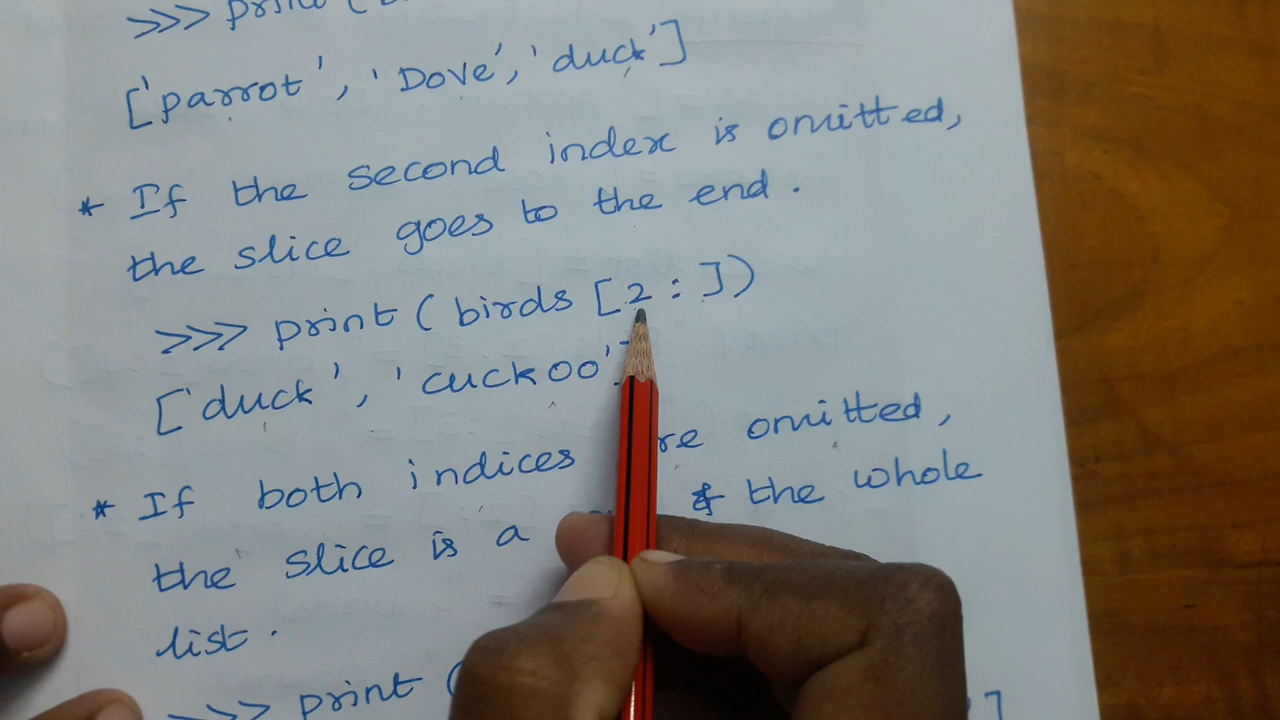 >>> print (
['parrot', 'Dove', 'duck']
* If the second index is omitted,
the slice goes to the end.
>>> print ( birds [2 : ])
['duck', 'cuckoo']
* If both indices omitted,
the slice is a the whole
list.
>>> print (
]